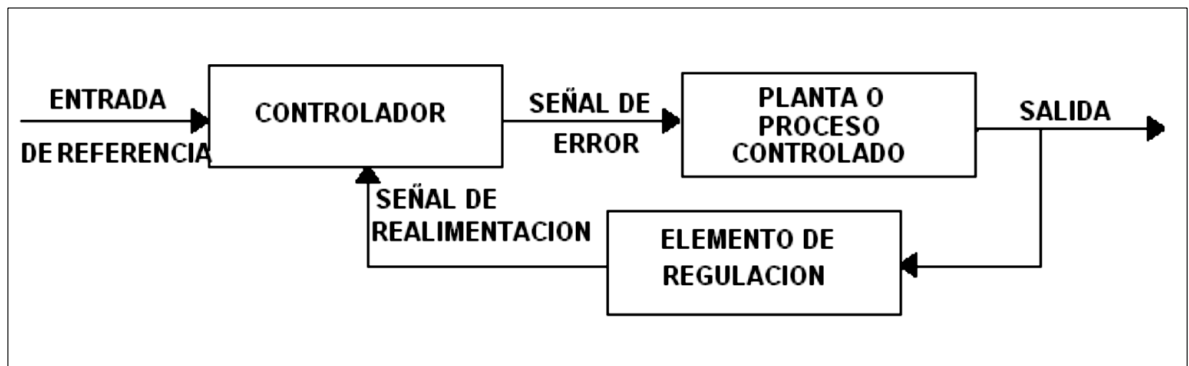 ENTRADA
DE REFERENCIA
CONTROLADOR
SEÑAL DE
ERROR
PLANTA O
PROCESO
CONTROLADO
SALIDA
SEÑAL DE
REALIMENTACION
ELEMENTO DE
REGULACION